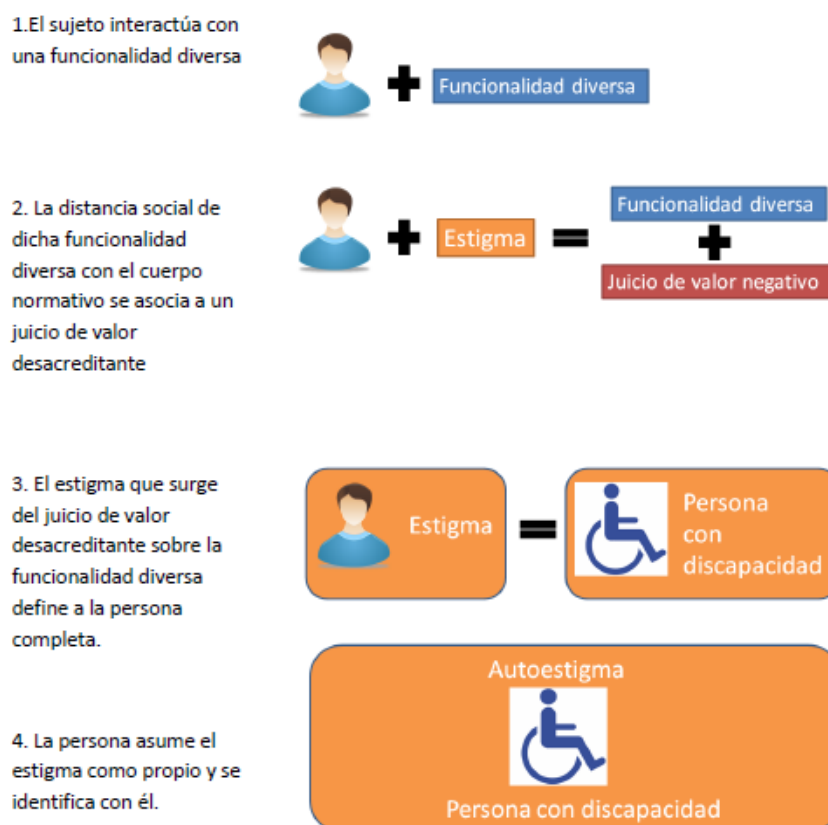 1.El sujeto interactúa con
una funcionalidad diversa
Funcionalidad diversa
2. La distancia social de
dicha funcionalidad
diversa con el cuerpo
normativo se asocia a un
juicio de valor
desacreditante
Estigma
Funcionalidad diversa
Juicio de valor negativo
3. El estigma que surge
del juicio de valor
desacreditante sobre la
funcionalidad diversa
define a la persona
completa.
Estigma
Persona
con
discapacidad
4. La persona asume el
estigma como propio y se
identifica con él.
Autoestigma
Persona con discapacidad